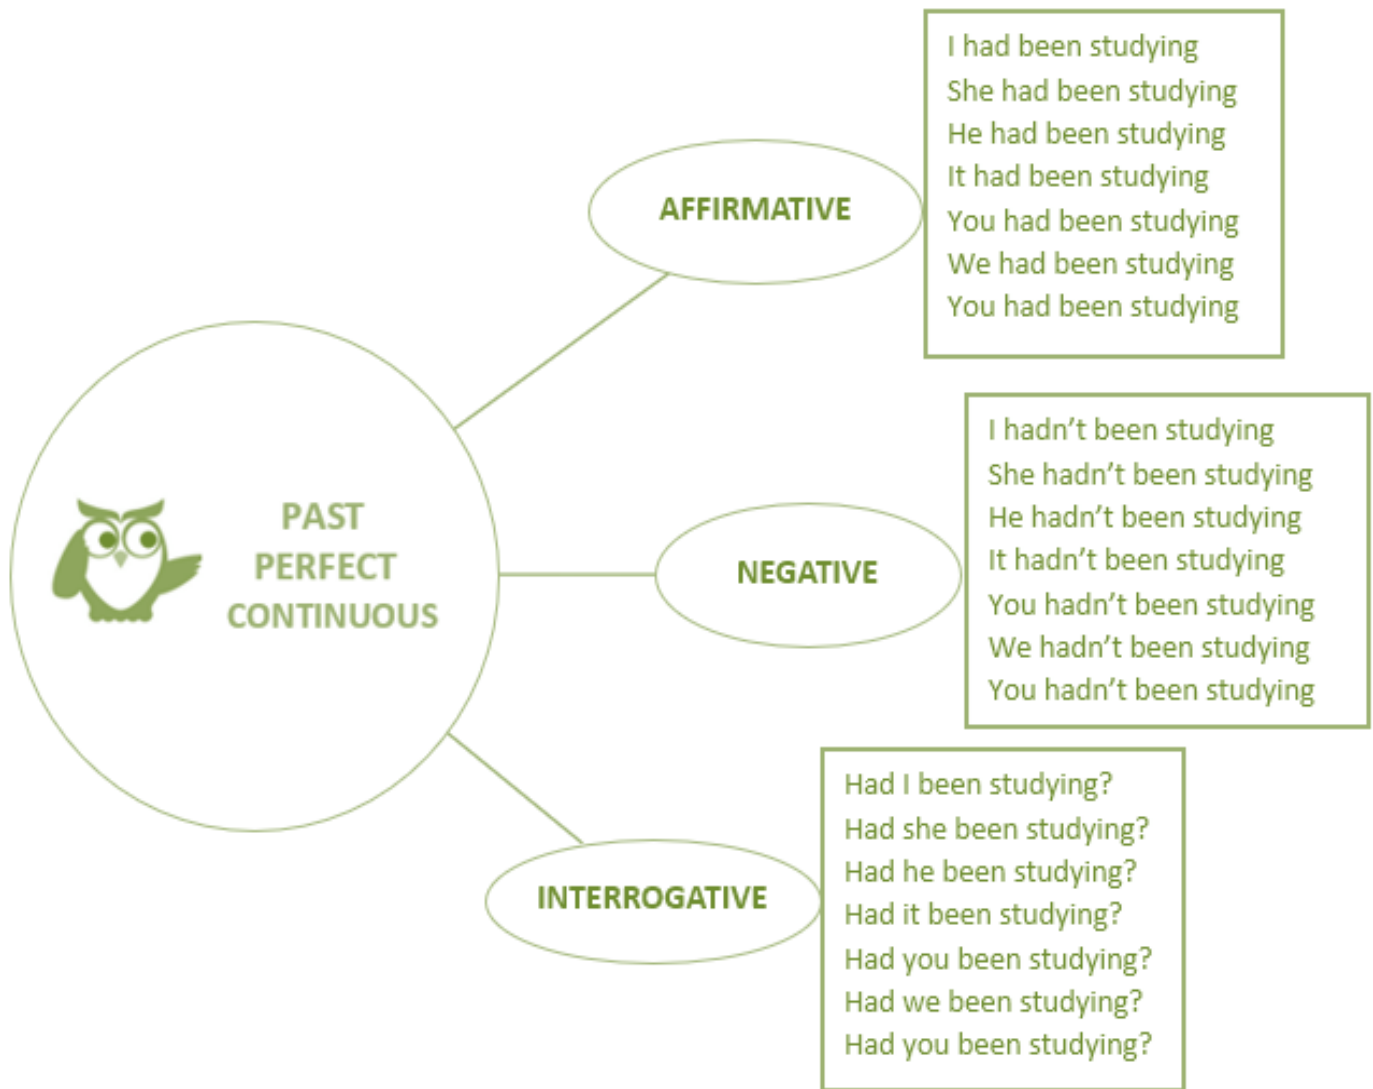 PAST
PERFECT
CONTINUOUS
AFFIRMATIVE
I had been studying
She had been studying
He had been studying
It had been studying
You had been studying
We had been studying
You had been studying
NEGATIVE
I hadn’t been studying
She hadn’t been studying
He hadn’t been studying
It hadn’t been studying
You hadn’t been studying
We hadn’t been studying
You hadn’t been studying
INTERROGATIVE
Had I been studying?
Had she been studying?
Had he been studying?
Had it been studying?
Had you been studying?
Had we been studying?
Had you been studying?